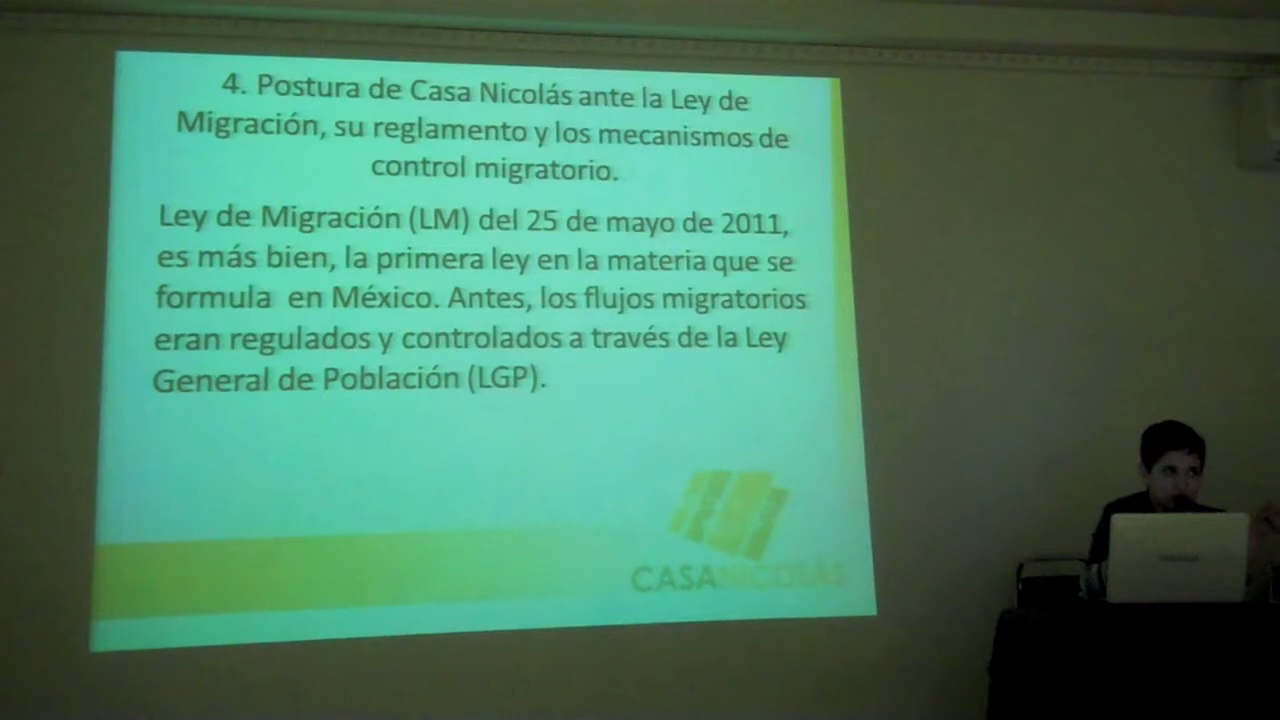 4. Postura de Casa Nicolás ante la Ley de
Migración, su reglamento y los mecanismos de
control migratorio.
Ley de Migración (LM) del 25 de mayo de 2011,
es más bien, la primera ley en la materia que se
formula en México. Antes, los flujos migratorios
eran regulados y controlados a través de la Ley
General de Población (LGP).
CASANICOLÁS